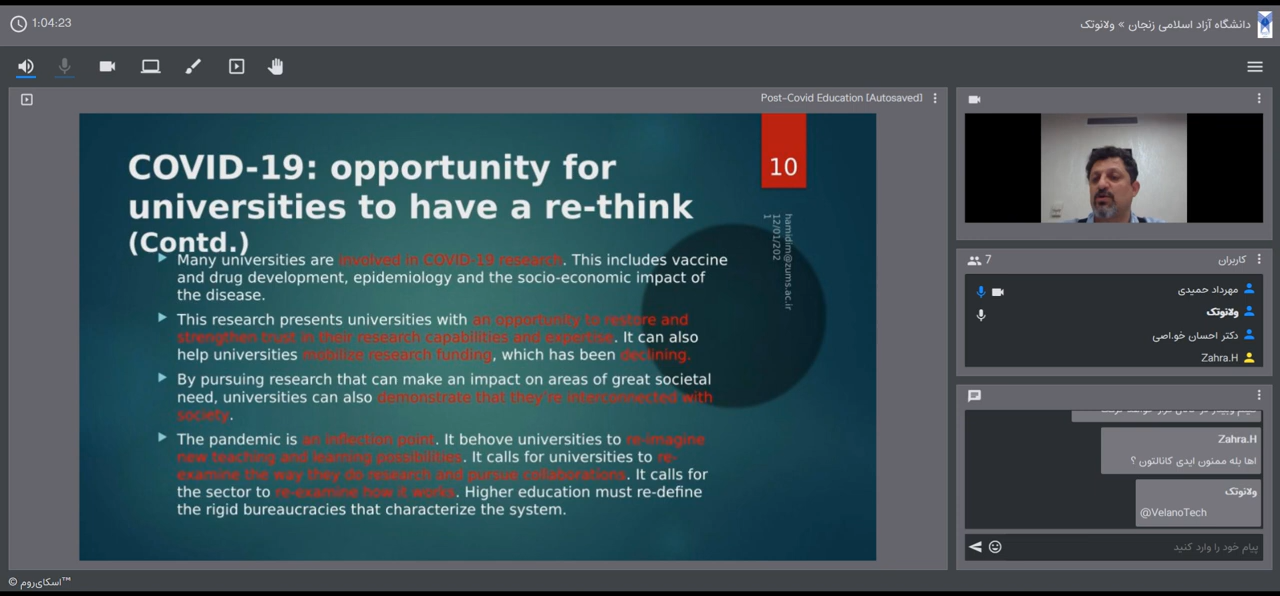 1:04:23
دانشگاه آزاد اسلامی زنجان » ولانوتک
Post-Covid Education [Autosaved]
COVID-19: opportunity for
universities to have a re-think
(Contd.)
10
hamidim@zums.ac.ir
12/01/202
1
Many universities are involved in COVID-19 research. This includes vaccine
and drug development, epidemiology and the socio-economic impact of
the disease.
This research presents universities with an opportunity to restore and
strengthen trust in their research capabilities and expertise. It can also
help universities mobilize research funding, which has been declining.
By pursuing research that can make an impact on areas of great societal
need, universities can also demonstrate that they're interconnected with
society.
The pandemic is an inflection point. It behove universities to re-imagine
new teaching and learning possibilities. It calls for universities to re-
examine the way they do research and pursue collaborations. It calls for
the sector to re-examine how it works. Higher education must re-define
the rigid bureaucracies that characterize the system.
کاربران
7
مهرداد حمیدی
ولانوتک
دکتر احسان خو.اصی
Zahra.H
Zahra.H
اها بله ممنون ایدی کانالتون ؟
ولانوتک
@VelanoTech
پیام خود را وارد کنید
© اسکای‌روم™